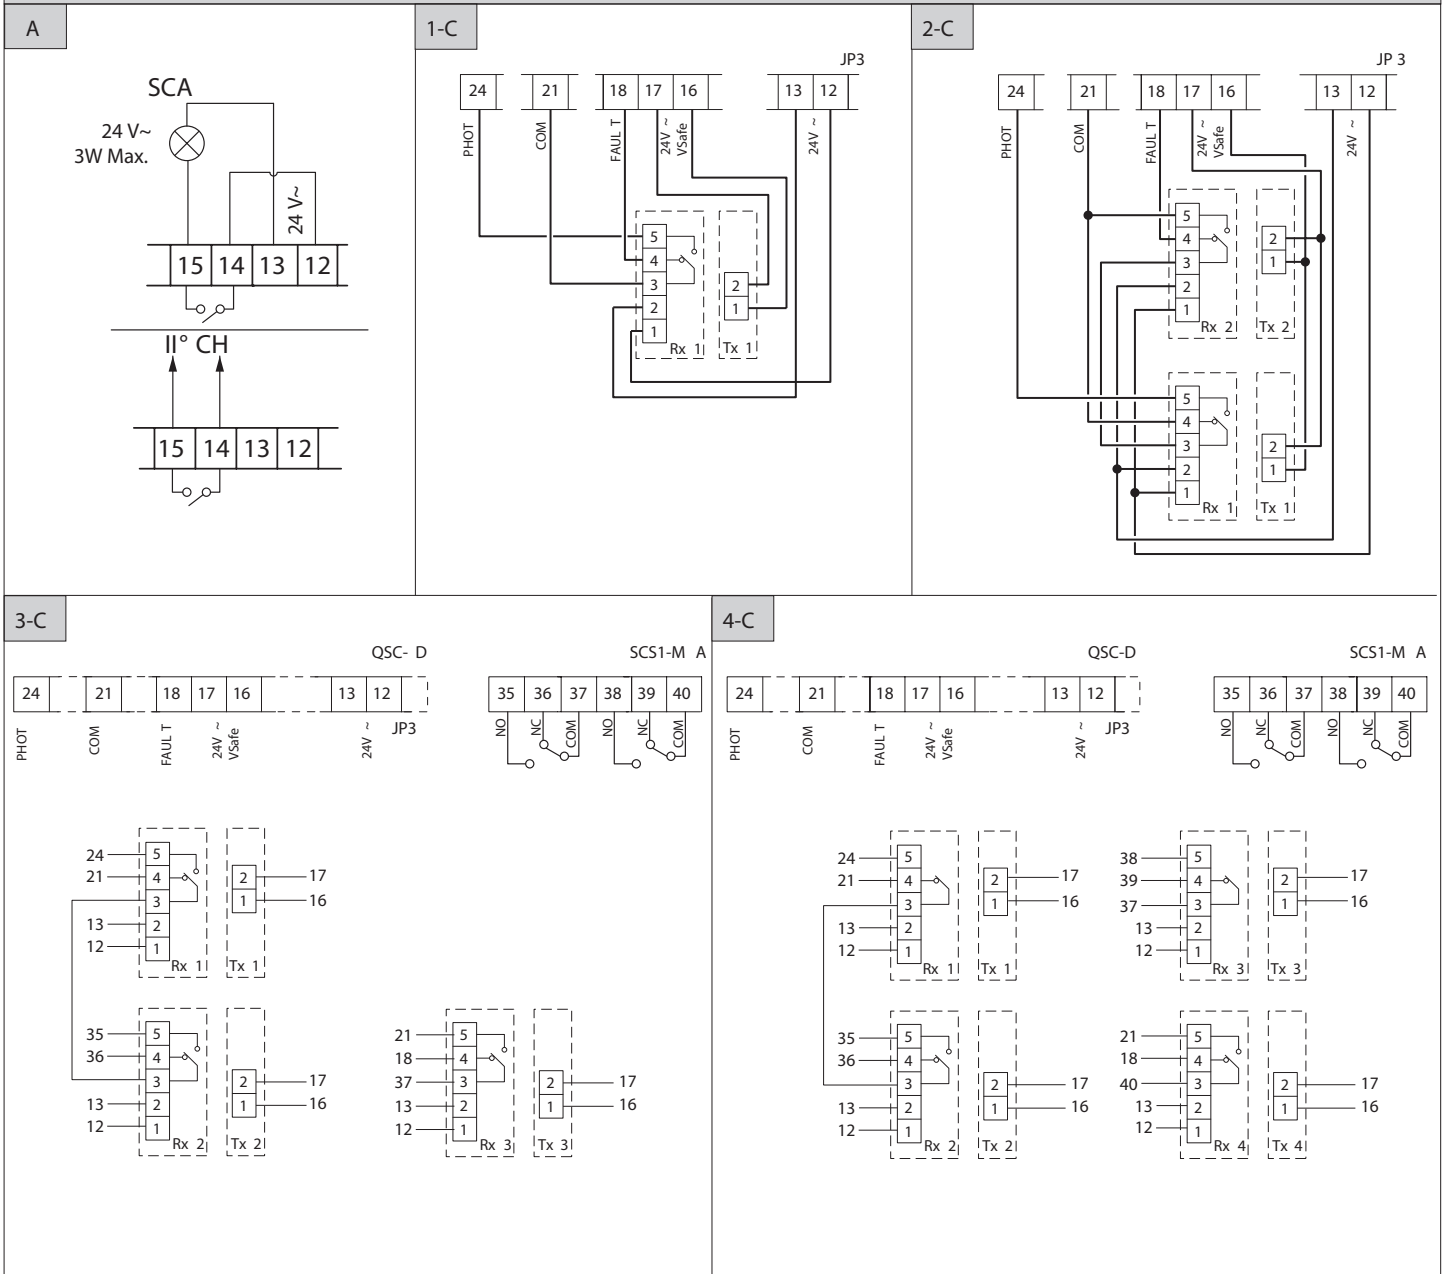 A
SCA
24 V~
3W Max.
24 V~
15 14 13 12
II° CH
15 14 13 12
1-C
JP3
24 21 18 17 16 13 12
PHOT
COM
FAUL T
24V ~
VSafe
24V ~
5
4
3
2
1
Rx 1
2
1
Tx 1
2-C
JP 3
24 21 18 17 16 13 12
PHOT
COM
FAUL T
24V ~
VSafe
24V ~
5
4
3
2
1
Rx 2
2
1
Tx 2
5
4
3
2
1
Rx 1
2
1
Tx 1
3-C
QSC- D
SCS1-M A
24 21 18 17 16 13 12
35 36 37 38 39 40
PHOT
COM
FAUL T
24V ~
VSafe
24V ~
JP3
NO
NC
COM
NO
NC
COM
24 5
21 4
3
13 2
12 1
Rx 1
2 17
1 16
Tx 1
35 5
36 4
3
13 2
12 1
Rx 2
2 17
1 16
Tx 2
21 5
18 4
37 3
13 2
12 1
Rx 3
2 17
1 16
Tx 3
4-C
QSC-D
SCS1-M A
24 21 18 17 16 13 12
35 36 37 38 39 40
PHOT
COM
FAUL T
24V ~
VSafe
24V ~
JP3
NO
NC
COM
NO
NC
COM
24 5
21 4
3
13 2
12 1
Rx 1
2 17
1 16
Tx 1
38 5
39 4
37 3
13 2
12 1
Rx 3
2 17
1 16
Tx 3
35 5
36 4
3
13 2
12 1
Rx 2
2 17
1 16
Tx 2
21 5
18 4
40 3
13 2
12 1
Rx 4
2 17
1 16
Tx 4